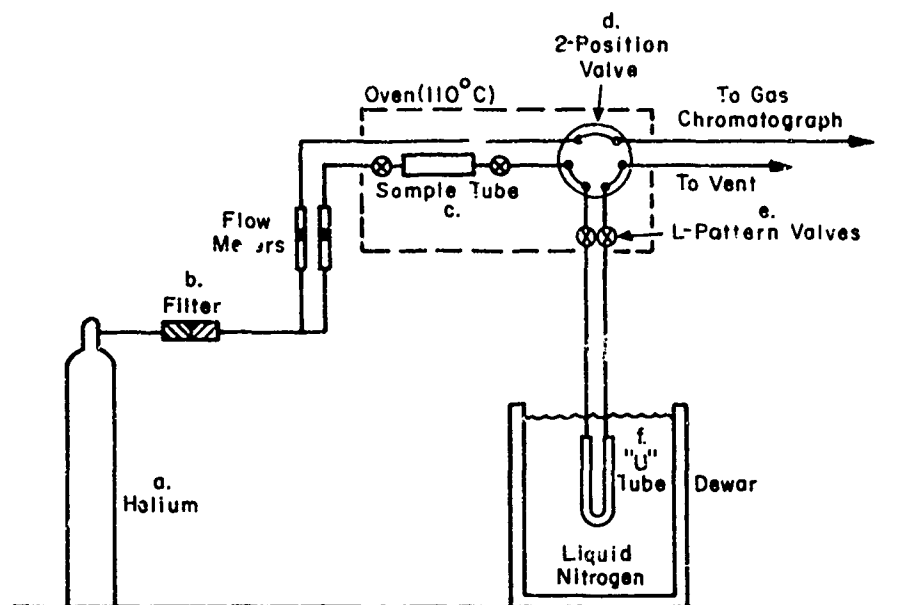 d.
2-Position
Valve
Oven(110°C)
To Gas
Chromatograph
Sample Tube
c.
To Vent
e.
L-Pattern Valves
Flow
b.
Filter
a.
Helium
f.
"U"
Tube
Dewar
Liquid
Nitrogen